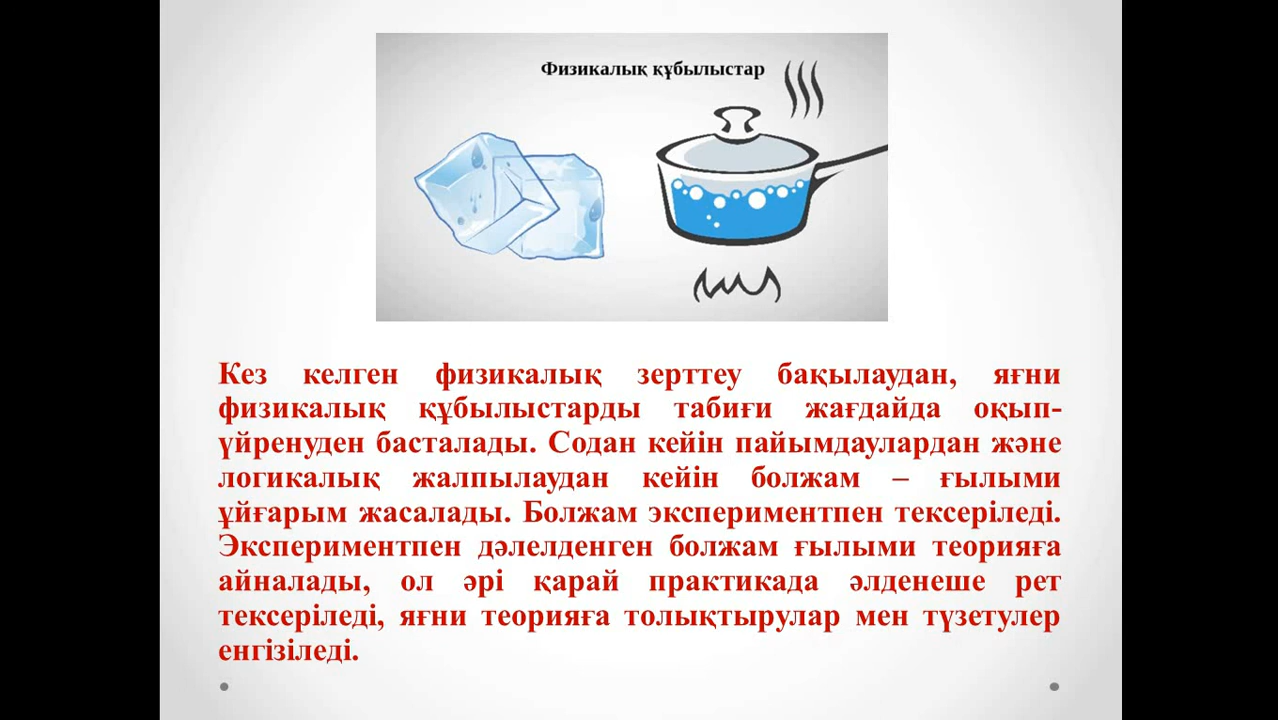 Физикалық құбылыстар
Кез келген физикалық зерттеу бақылаудан, яғни
физикалық құбылыстарды табиғи жағдайда оқып-
үйренуден басталады. Содан кейін пайымдаулардан және
логикалық жалпылаудан кейін болжам – ғылыми
ұйғарым жасалады. Болжам экспериментпен тексеріледі.
Экспериментпен дәлелденген болжам ғылыми теорияға
айналады, ол әрі қарай практикада әлденеше рет
тексеріледі, яғни теорияға толықтырулар мен түзетулер
енгізіледі.